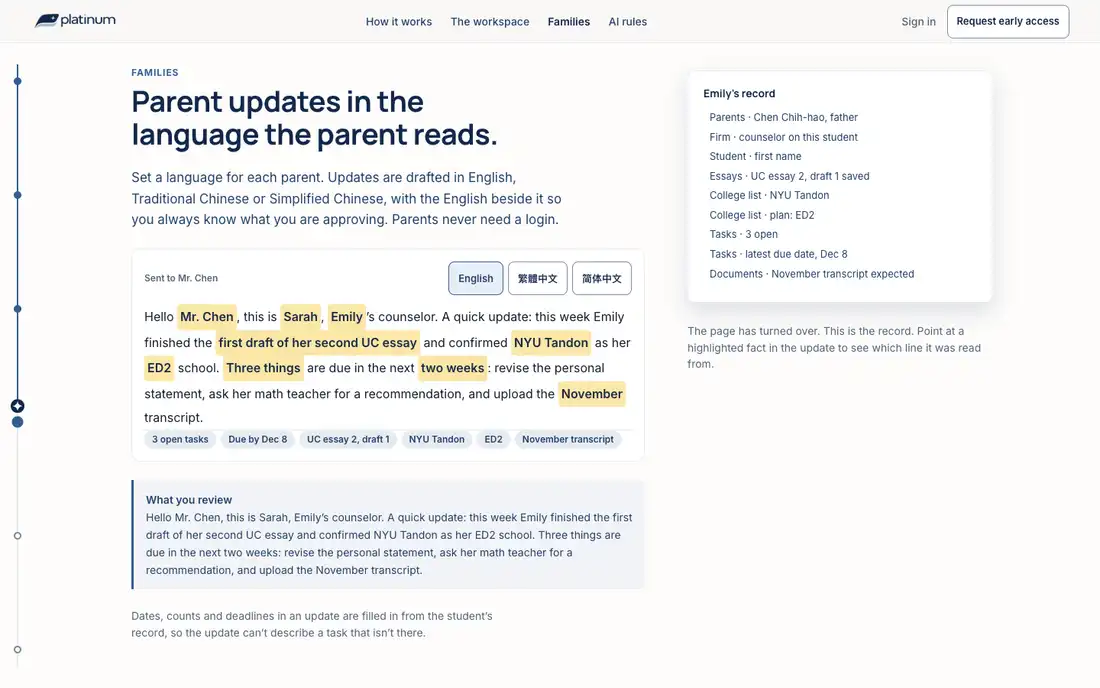 platinum
How it works
The workspace
Families
AI rules
Sign in
Request early access
FAMILIES
Parent updates in the
language the parent reads.
Set a language for each parent. Updates are drafted in English,
Traditional Chinese or Simplified Chinese, with the English beside it so
you always know what you are approving. Parents never need a login.
Sent to Mr. Chen
English
繁體中文
简体中文
Hello Mr. Chen, this is Sarah, Emily’s counselor. A quick update: this week Emily
finished the first draft of her second UC essay and confirmed NYU Tandon as her
ED2 school. Three things are due in the next two weeks: revise the personal
statement, ask her math teacher for a recommendation, and upload the November
transcript.
3 open tasks
Due by Dec 8
UC essay 2, draft 1
NYU Tandon
ED2
November transcript
What you review
Hello Mr. Chen, this is Sarah, Emily’s counselor. A quick update: this week Emily finished the first
draft of her second UC essay and confirmed NYU Tandon as her ED2 school. Three things are
due in the next two weeks: revise the personal statement, ask her math teacher for a
recommendation, and upload the November transcript.
Dates, counts and deadlines in an update are filled in from the student’s
record, so the update can’t describe a task that isn’t there.
Emily’s record
Parents · Chen Chih-hao, father
Firm · counselor on this student
Student · first name
Essays · UC essay 2, draft 1 saved
College list · NYU Tandon
College list · plan: ED2
Tasks · 3 open
Tasks · latest due date, Dec 8
Documents · November transcript expected
The page has turned over. This is the record. Point at a
highlighted fact in the update to see which line it was read
from.